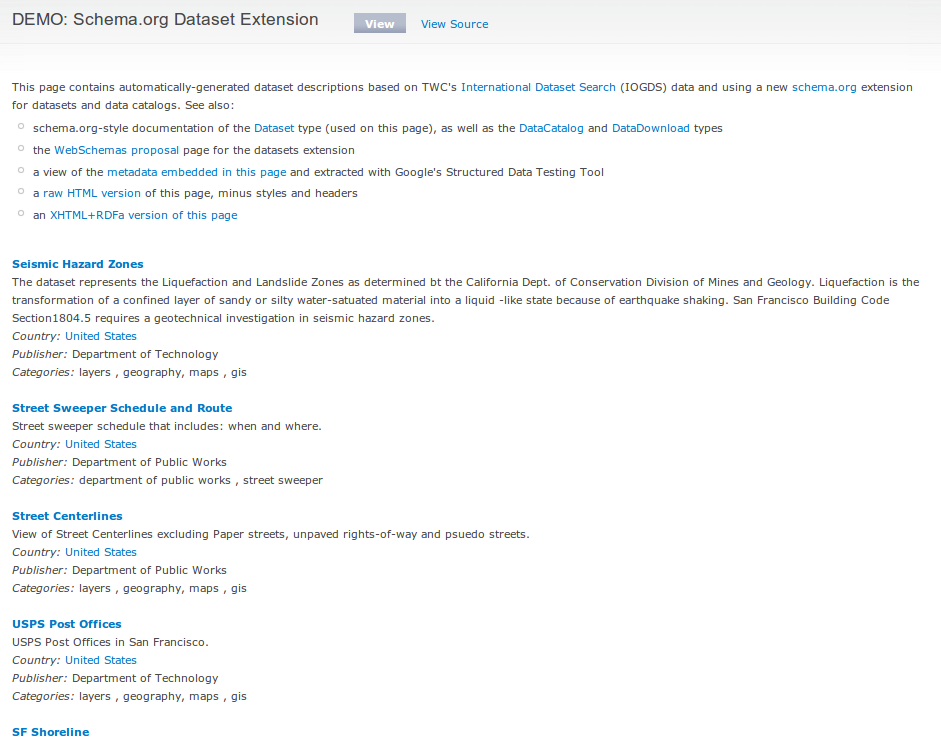 DEMO: Schema.org Dataset Extension
View
View Source
This page contains automatically-generated dataset descriptions based on TWC's International Dataset Search (IOGDS) data and using a new schema.org extension
for datasets and data catalogs. See also:
schema.org-style documentation of the Dataset type (used on this page), as well as the DataCatalog and DataDownload types
the WebSchemas proposal page for the datasets extension
a view of the metadata embedded in this page and extracted with Google's Structured Data Testing Tool
a raw HTML version of this page, minus styles and headers
an XHTML+RDFa version of this page
Seismic Hazard Zones
The dataset represents the Liquefaction and Landslide Zones as determined bt the California Dept. of Conservation Division of Mines and Geology. Liquefaction is the
transformation of a confined layer of sandy or silty water-satuated material into a liquid -like state because of earthquake shaking. San Francisco Building Code
Section1804.5 requires a geotechnical investigation in seismic hazard zones.
Country: United States
Publisher: Department of Technology
Categories: layers , geography, maps , gis
Street Sweeper Schedule and Route
Street sweeper schedule that includes: when and where.
Country: United States
Publisher: Department of Public Works
Categories: department of public works , street sweeper
Street Centerlines
View of Street Centerlines excluding Paper streets, unpaved rights-of-way and psuedo streets.
Country: United States
Publisher: Department of Public Works
Categories: layers , geography, maps , gis
USPS Post Offices
USPS Post Offices in San Francisco.
Country: United States
Publisher: Department of Technology
Categories: layers , geography, maps , gis
SF Shoreline